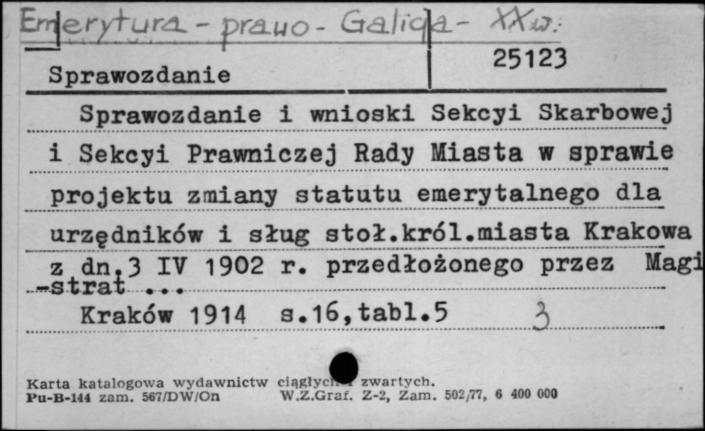 Emerytura - prawo - Galicja - XX w.:
25123
Sprawozdanie
Sprawozdanie i wnioski Sekcyi Skarbowej
i Sekcyi Prawniczej Rady Miasta w sprawie
projektu zmiany statutu emerytalnego dla
urzędników i sług stoł.król.miasta Krakowa
z dn.3 IV 1902 r. przedłożonego przez Magi
-strat ...
Kraków 1914 s.16,tabl.5 3
Karta katalogowa wydawnictw ciągłych i zwartych.
Pu-B-144 zam. 567/DW/On W.Z.Graf. Z-2, Zam. 502/77, 6 400 000